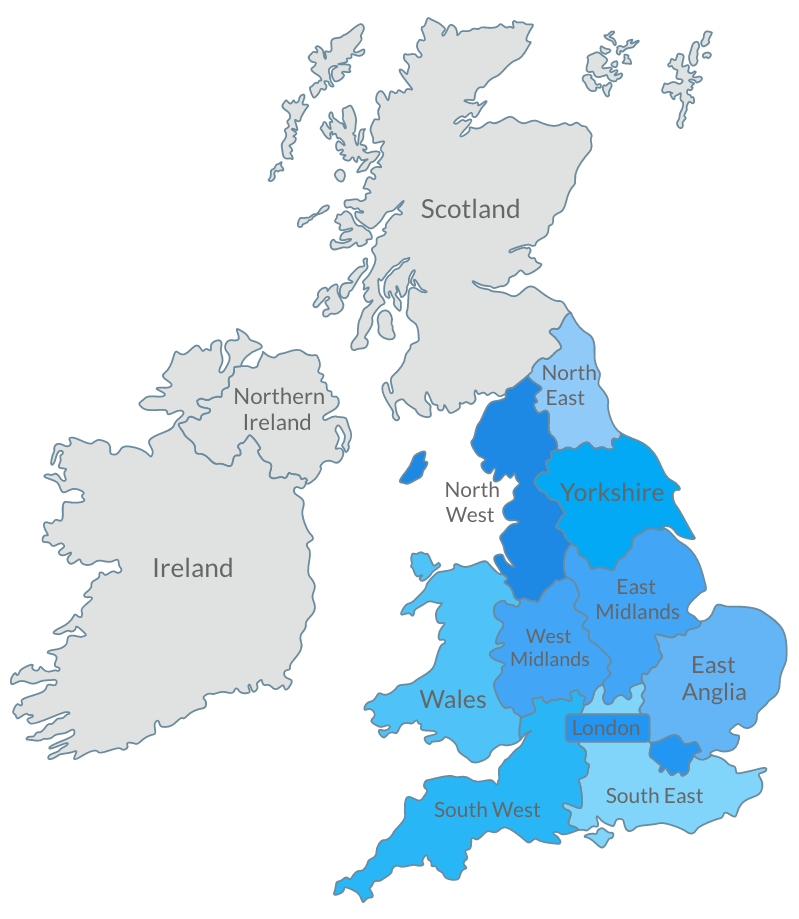 Scotland
North
East
Northern
Ireland
North
West
Yorkshire
Ireland
East
Midlands
West
Midlands
East
Anglia
Wales
London
South East
South West